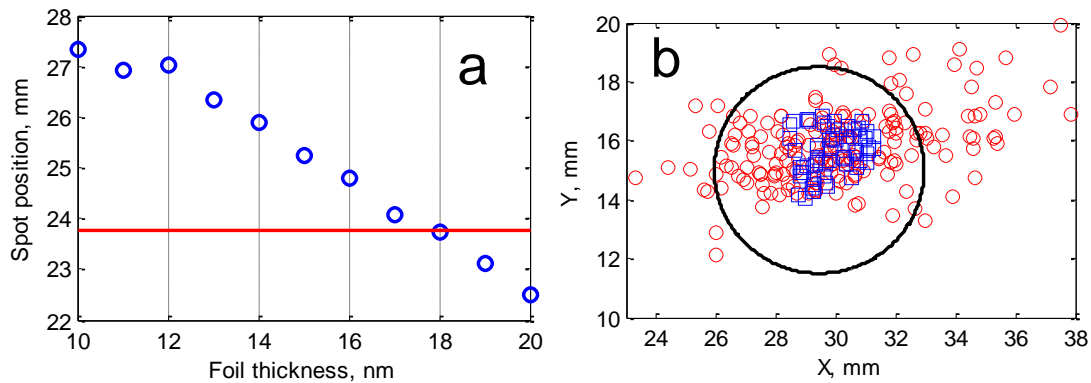 28
27
26
25
24
23
22
Spot position, mm
a
10 12 14 16 18 20
Foil thickness, nm
20
18
16
14
12
10
Y, mm
b
24 26 28 30 32 34 36 38
X, mm